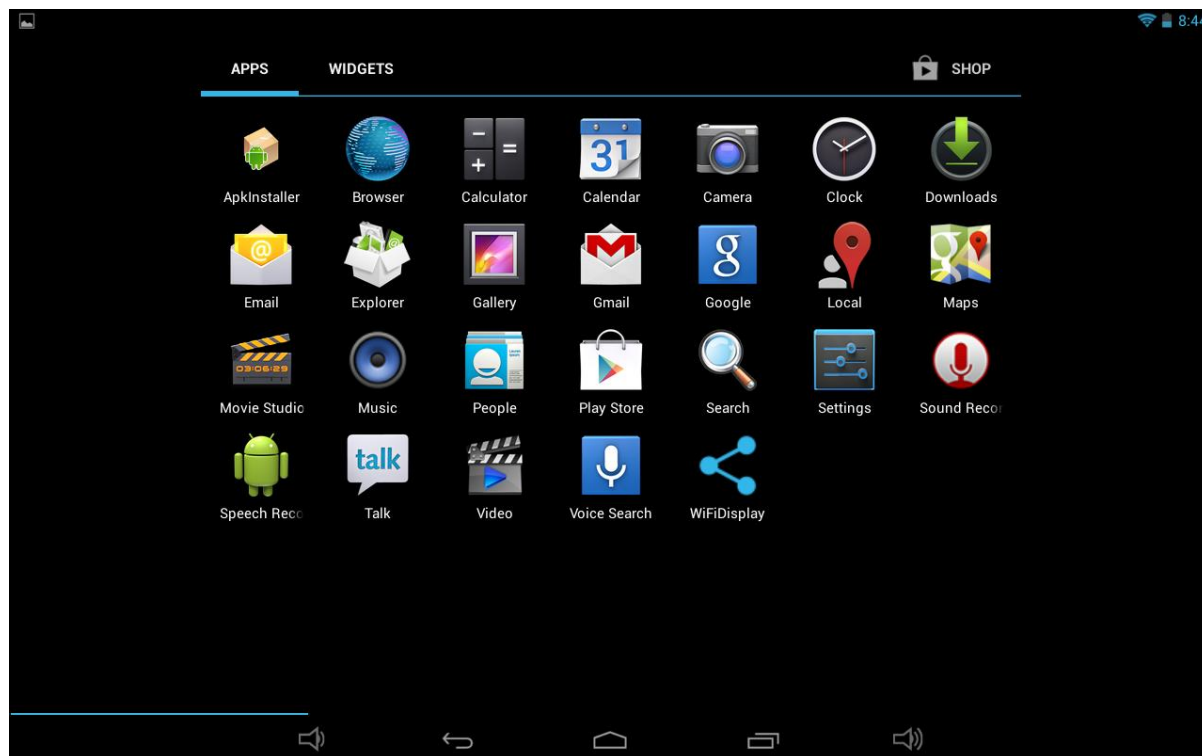 8:44
APPS WIDGETS SHOP
31
ApkInstaller Browser Calculator Calendar Camera Clock Downloads
@
g
Email Explorer Gallery Gmail Google Local Maps
03:06:29
Movie Studio Music People Play Store Search Settings Sound Recor
talk
Speech Reco Talk Video Voice Search WiFiDisplay